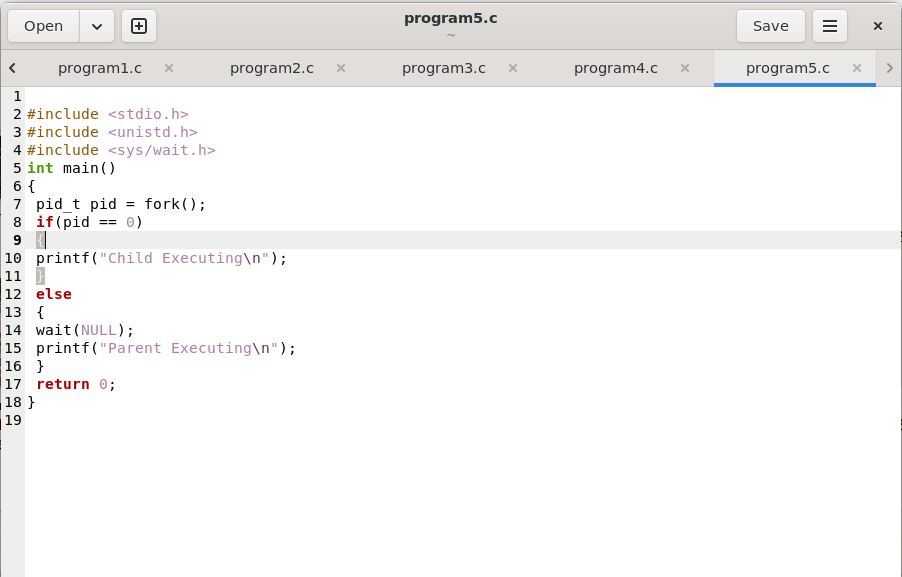 Open
program5.c
~
Save
program1.c
program2.c
program3.c
program4.c
program5.c
1
2 #include <stdio.h>
3 #include <unistd.h>
4 #include <sys/wait.h>
5 int main()
6 {
7  pid_t pid = fork();
8  if(pid == 0)
9  {
10  printf("Child Executing\n");
11  }
12  else
13  {
14  wait(NULL);
15  printf("Parent Executing\n");
16  }
17  return 0;
18 }
19